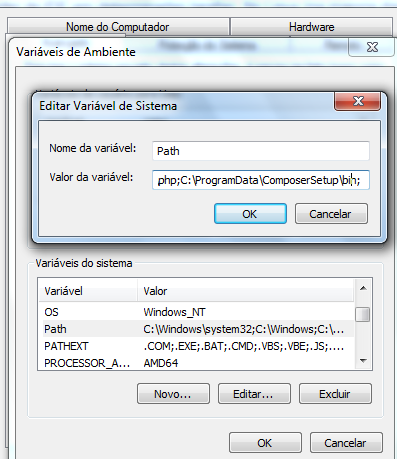 Nome do Computador Hardware
Variáveis de Ambiente
Editar Variável de Sistema
Nome da variável: Path
Valor da variável: php;C:\ProgramData\ComposerSetup\bin;
OK Cancelar
Variáveis do sistema
Variável Valor
OS Windows_NT
Path C:\Windows\system32;C:\Windows;C:\...
PATHEXT .COM;.EXE;.BAT;.CMD;.VBS;.VBE;.JS;....
PROCESSOR_A... AMD64
Novo... Editar... Excluir
OK Cancelar